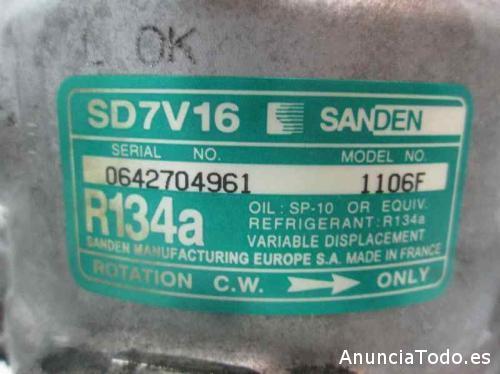 OK
SD7V16 SANDEN
SERIAL NO. MODEL NO.
0642704961 1106F
R134a
OIL: SP-10 OR EQUIV.
REFRIGERANT: R134a
VARIABLE DISPLACEMENT
SANDEN MANUFACTURING EUROPE S.A. MADE IN FRANCE
ROTATION C.W. ONLY
AnunciaTodo.es